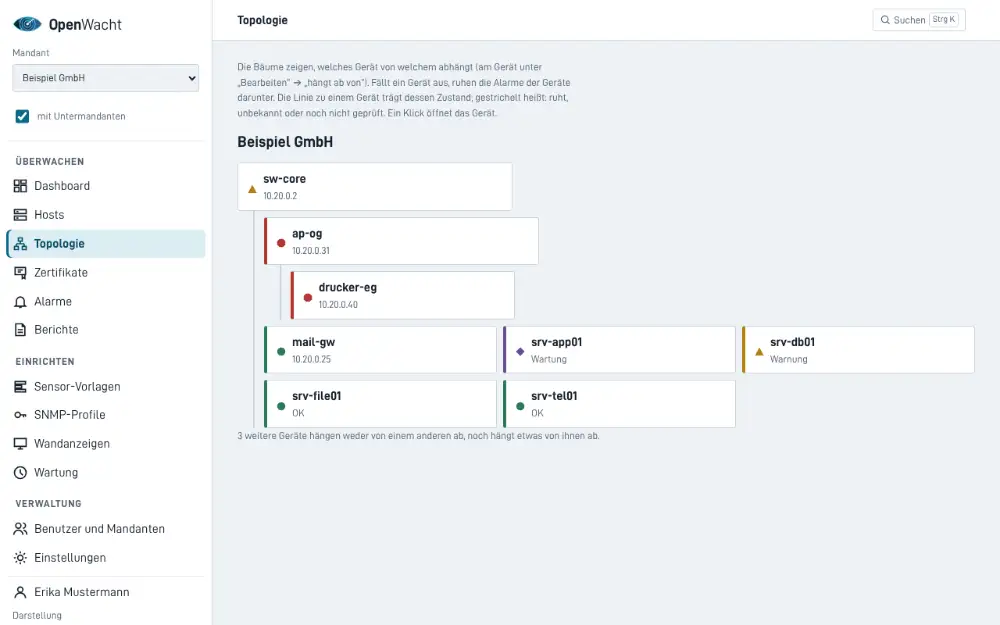 OpenWacht
Mandant
Beispiel GmbH
mit Untermandanten
ÜBERWACHEN
Dashboard
Hosts
Topologie
Zertifikate
Alarme
Berichte
EINRICHTEN
Sensor-Vorlagen
SNMP-Profile
Wandanzeigen
Wartung
VERWALTUNG
Benutzer und Mandanten
Einstellungen
Erika Mustermann
Darstellung
Topologie
Suchen Strg K
Die Bäume zeigen, welches Gerät von welchem abhängt (am Gerät unter
„Bearbeiten“ → „hängt ab von“). Fällt ein Gerät aus, ruhen die Alarme der Geräte
darunter. Die Linie zu einem Gerät trägt dessen Zustand; gestrichelt heißt: ruht,
unbekannt oder noch nicht geprüft. Ein Klick öffnet das Gerät.
Beispiel GmbH
sw-core
10.20.0.2
ap-og
10.20.0.31
drucker-eg
10.20.0.40
mail-gw
10.20.0.25
srv-app01
Wartung
srv-db01
Warnung
srv-file01
OK
srv-tel01
OK
3 weitere Geräte hängen weder von einem anderen ab, noch hängt etwas von ihnen ab.